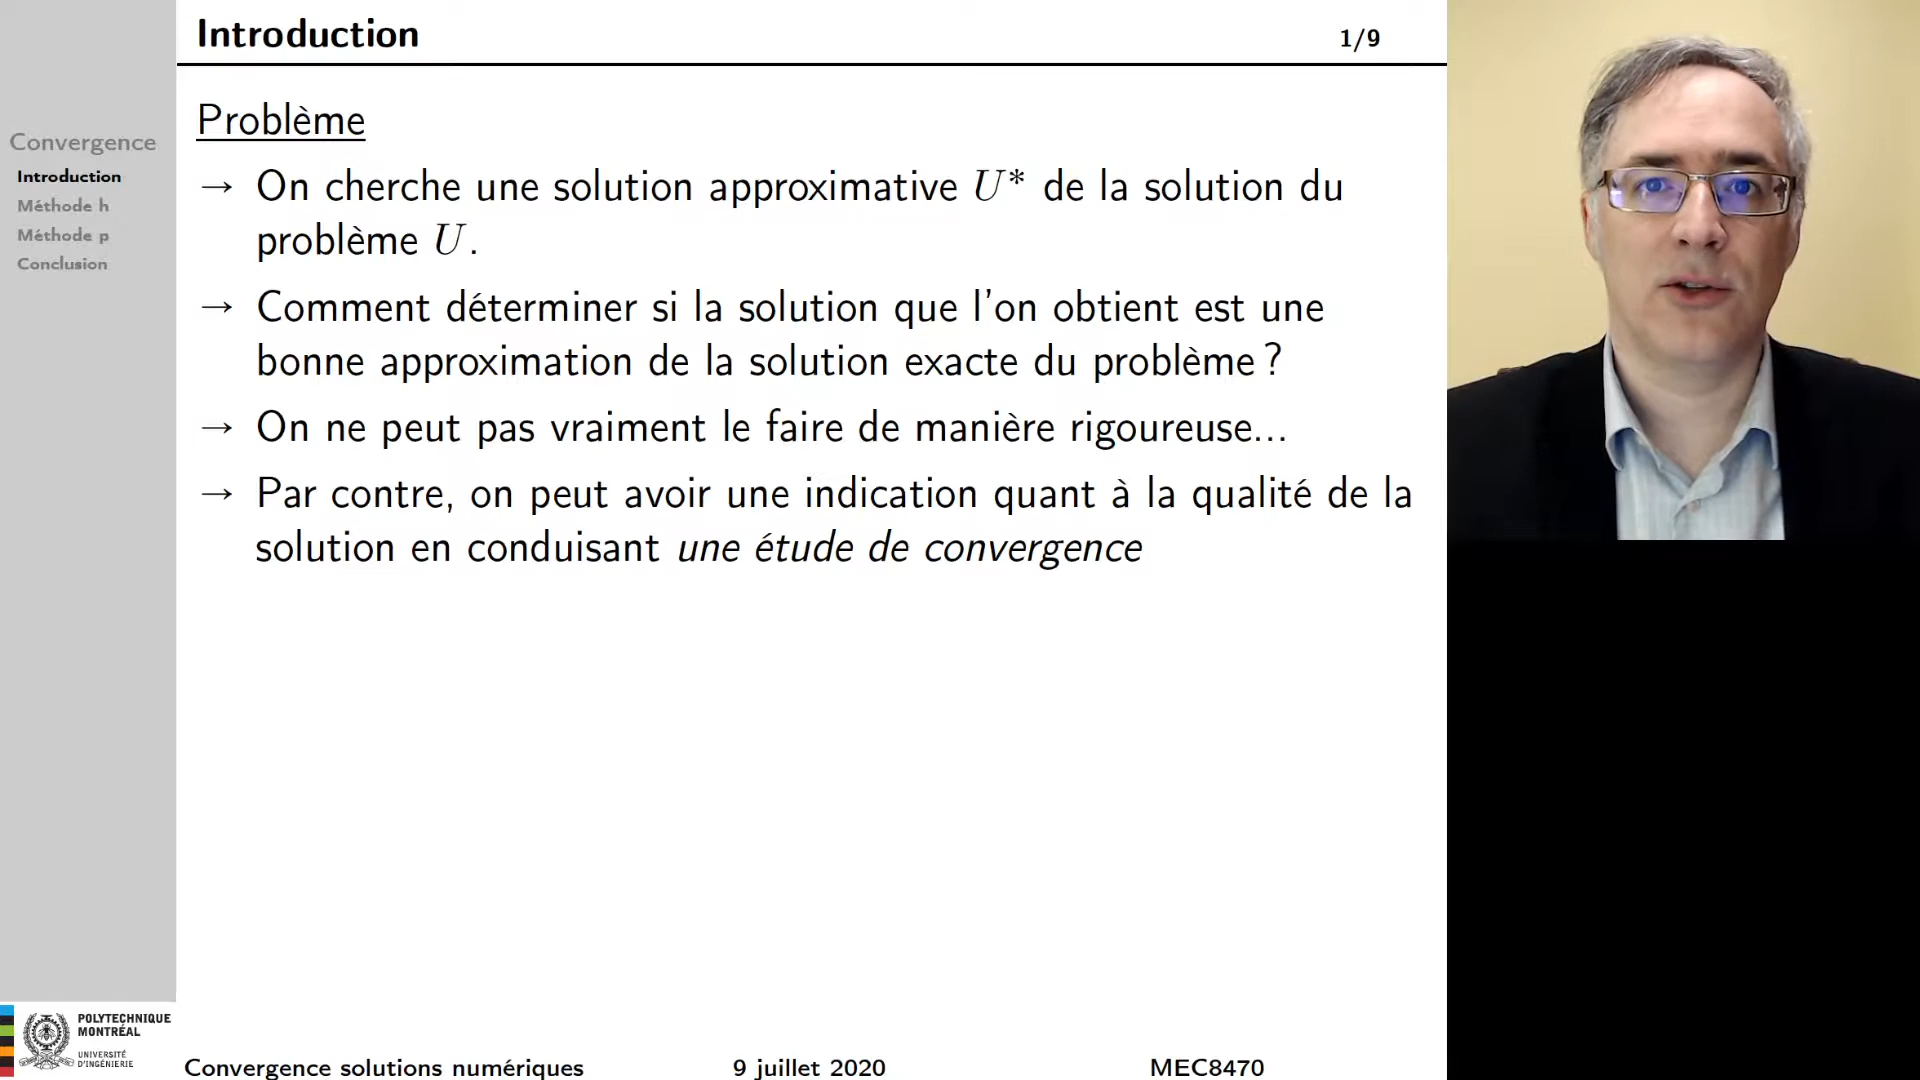 Introduction
1/9
Convergence
Introduction
Méthode h
Méthode p
Conclusion
Problème
→ On cherche une solution approximative U* de la solution du
problème U.
→ Comment déterminer si la solution que l'on obtient est une
bonne approximation de la solution exacte du problème ?
→ On ne peut pas vraiment le faire de manière rigoureuse...
→ Par contre, on peut avoir une indication quant à la qualité de la
solution en conduisant une étude de convergence
POLYTECHNIQUE
MONTRÉAL
UNIVERSITÉ
D'INGÉNIERIE
Convergence solutions numériques
9 juillet 2020
MEC8470